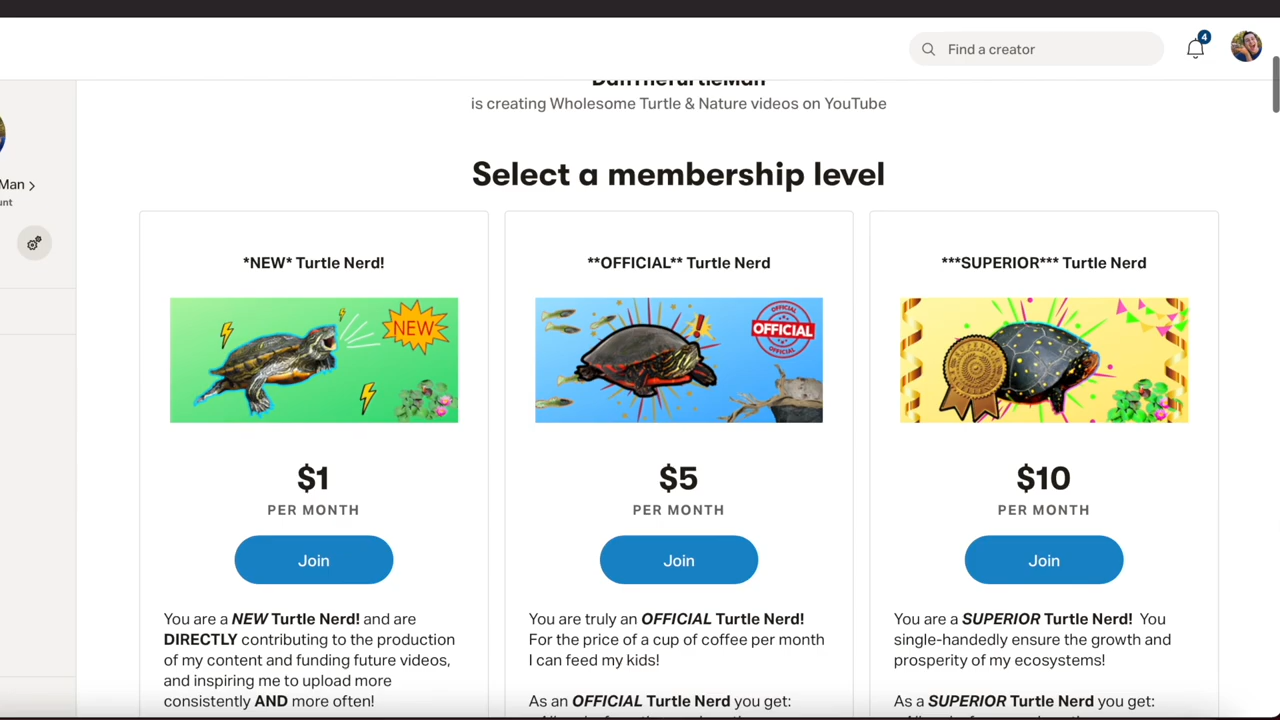 Find a creator
4
DanTheTurtleMan
is creating Wholesome Turtle & Nature videos on YouTube
Man >
unt
Select a membership level
*NEW* Turtle Nerd!
NEW
$1
PER MONTH
Join
You are a NEW Turtle Nerd! and are
DIRECTLY contributing to the production
of my content and funding future videos,
and inspiring me to upload more
consistently AND more often!
**OFFICIAL** Turtle Nerd
OFFICIAL
OFFICIAL
OFFICIAL
$5
PER MONTH
Join
You are truly an OFFICIAL Turtle Nerd!
For the price of a cup of coffee per month
I can feed my kids!
As an OFFICIAL Turtle Nerd you get:
***SUPERIOR*** Turtle Nerd
SUPERIOR
$10
PER MONTH
Join
You are a SUPERIOR Turtle Nerd! You
single-handedly ensure the growth and
prosperity of my ecosystems!
As a SUPERIOR Turtle Nerd you get: